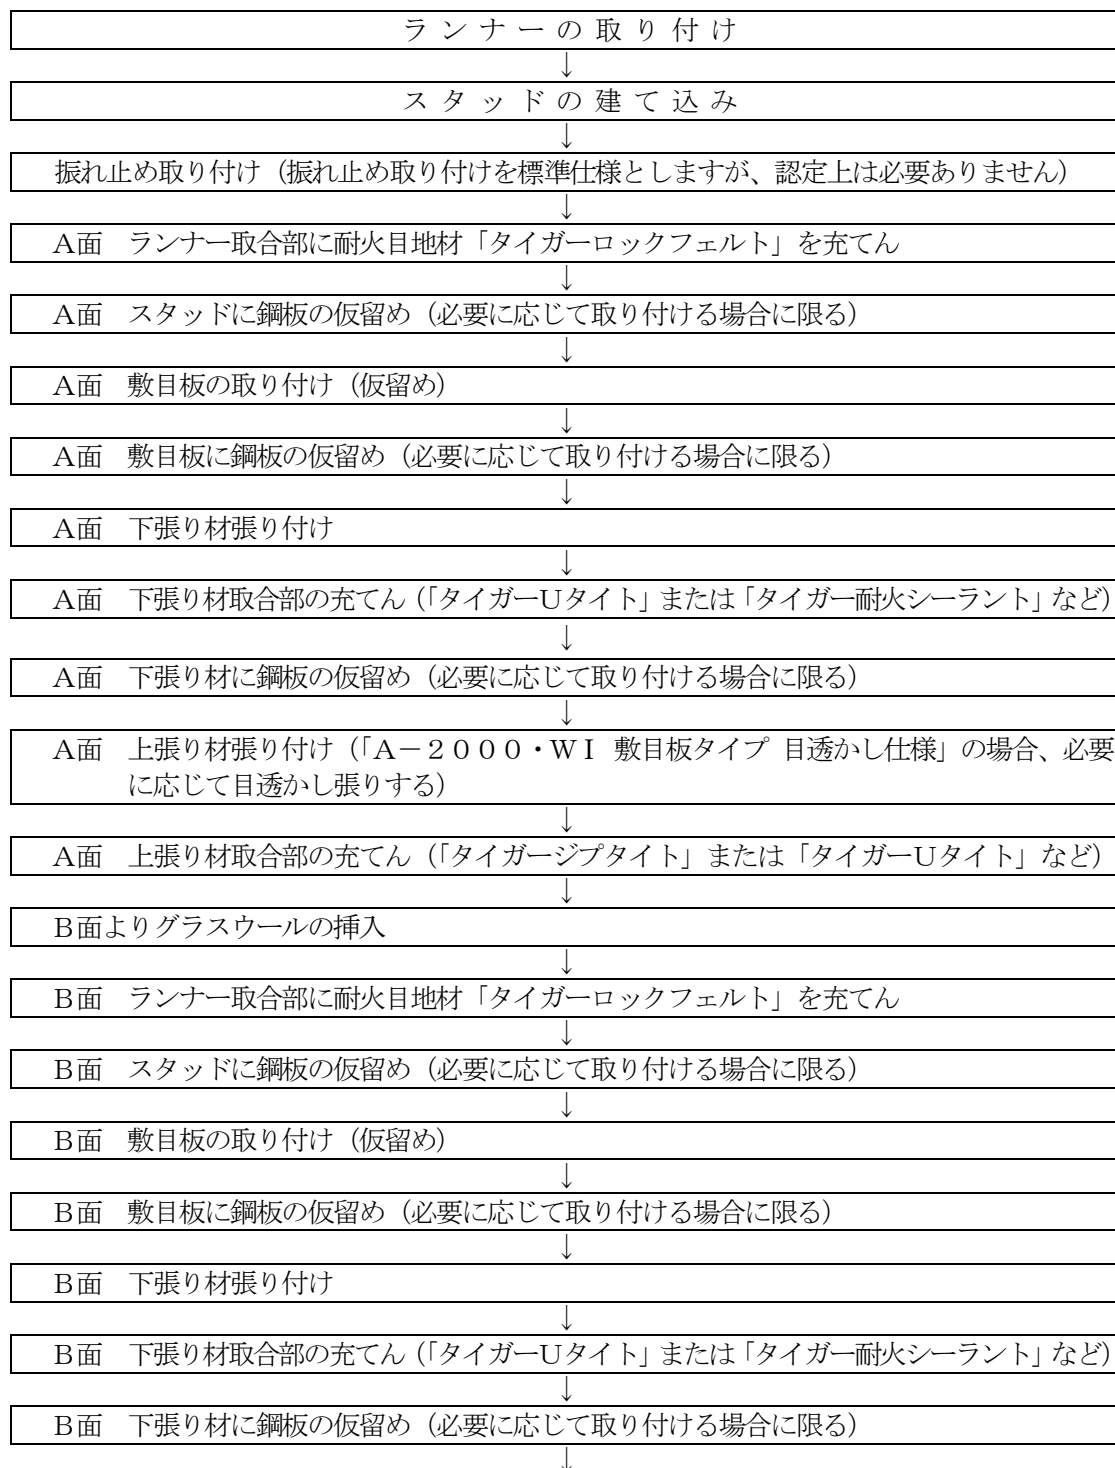 ランナーの取り付け
↓
スタッドの建て込み
↓
振れ止め取り付け（振れ止め取り付けを標準仕様としますが、認定上は必要ありません）
↓
A面　ランナー取合部に耐火目地材「タイガーロックフェルト」を充てん
↓
A面　スタッドに鋼板の仮留め（必要に応じて取り付ける場合に限る）
↓
A面　敷目板の取り付け（仮留め）
↓
A面　敷目板に鋼板の仮留め（必要に応じて取り付ける場合に限る）
↓
A面　下張り材張り付け
↓
A面　下張り材取合部の充てん（「タイガーUタイト」または「タイガー耐火シーラント」など）
↓
A面　下張り材に鋼板の仮留め（必要に応じて取り付ける場合に限る）
↓
A面　上張り材張り付け（「A－２０００・WI 敷目板タイプ 目透かし仕様」の場合、必要
に応じて目透かし張りする）
↓
A面　上張り材取合部の充てん（「タイガージプタイト」または「タイガーUタイト」など）
↓
B面よりグラスウールの挿入
↓
B面　ランナー取合部に耐火目地材「タイガーロックフェルト」を充てん
↓
B面　スタッドに鋼板の仮留め（必要に応じて取り付ける場合に限る）
↓
B面　敷目板の取り付け（仮留め）
↓
B面　敷目板に鋼板の仮留め（必要に応じて取り付ける場合に限る）
↓
B面　下張り材張り付け
↓
B面　下張り材取合部の充てん（「タイガーUタイト」または「タイガー耐火シーラント」など）
↓
B面　下張り材に鋼板の仮留め（必要に応じて取り付ける場合に限る）
↓